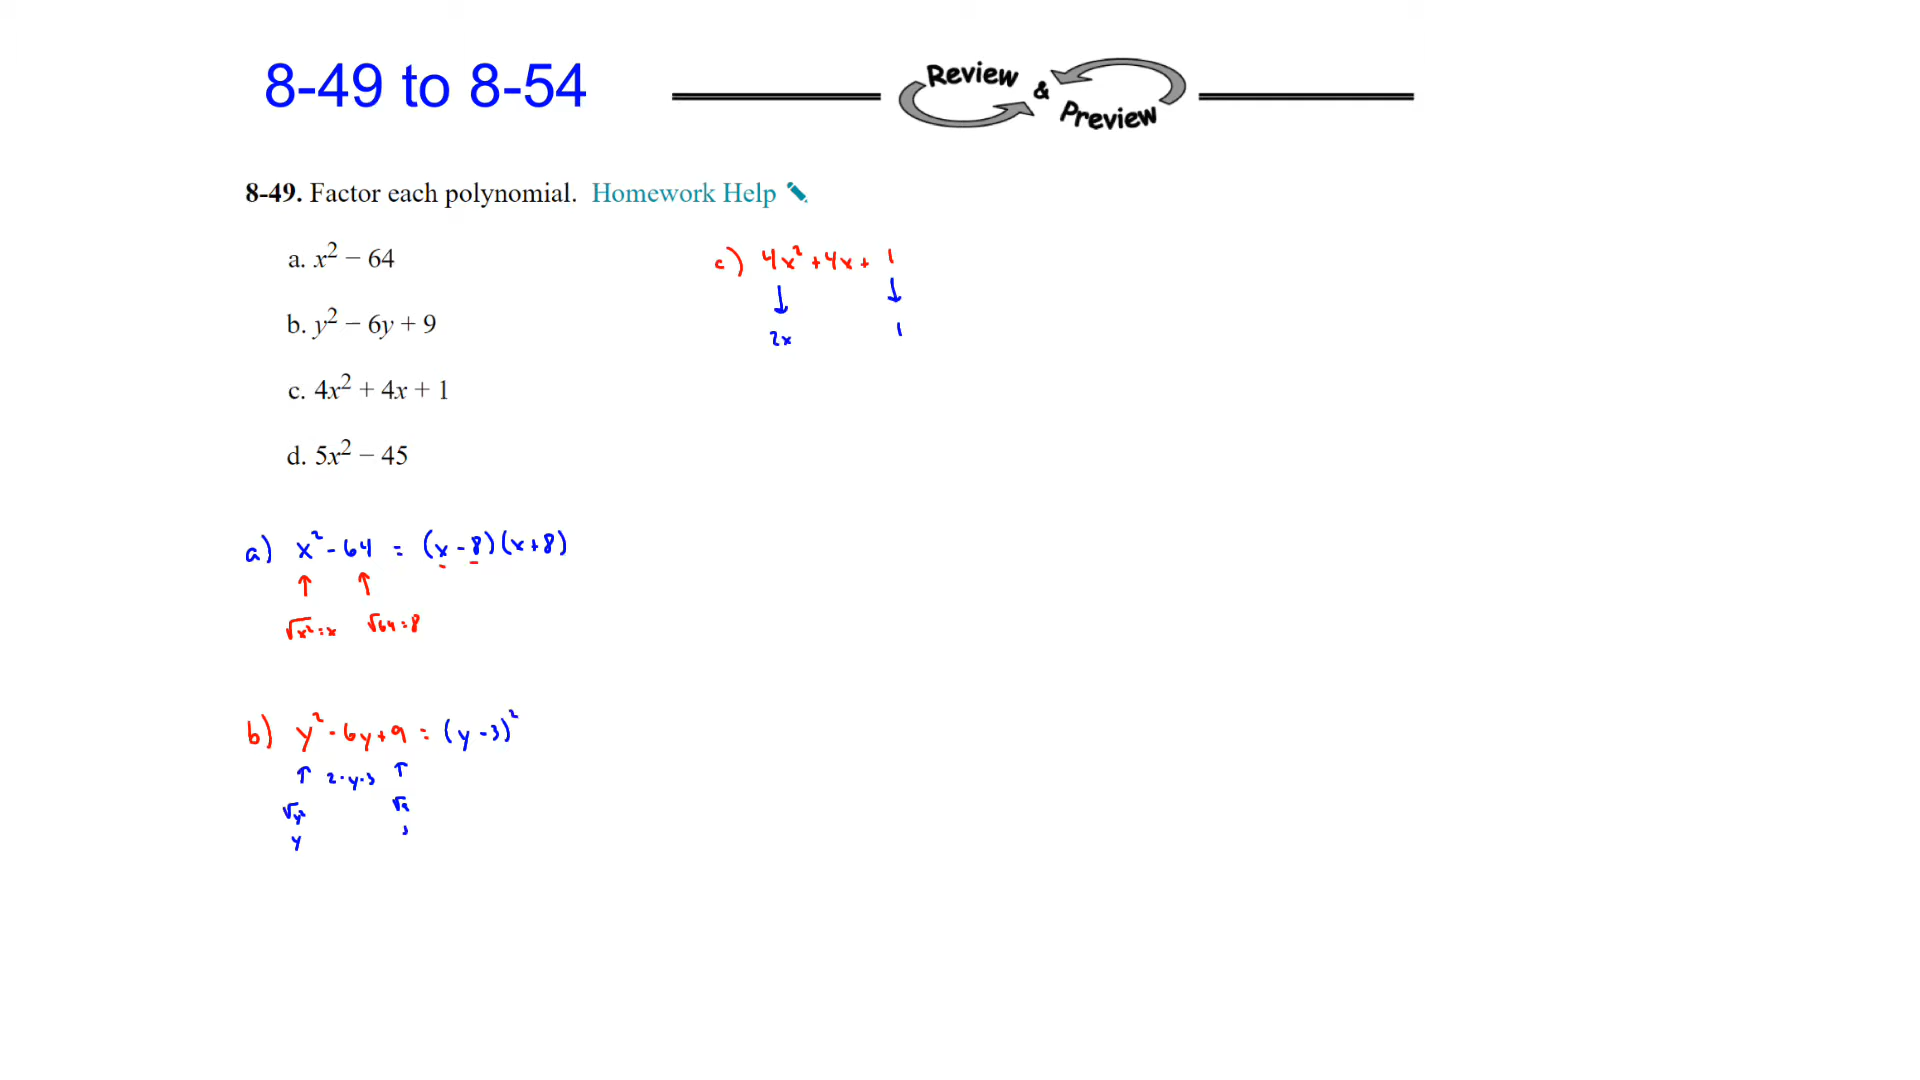 8-49 to 8-54
Review & Preview
8-49. Factor each polynomial. Homework Help
a. x² − 64
b. y² − 6y + 9
c. 4x² + 4x + 1
d. 5x² − 45
c) 4x² + 4x + 1
2x 1
a) x² - 64 = (x - 8)(x + 8)
√x² = x √64 = 8
b) y² - 6y + 9 = (y - 3)²
2·y·3
√y² √9
y 3